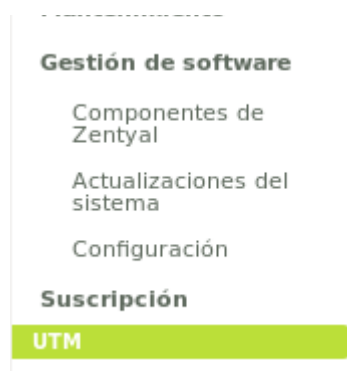 Gestión de software
Componentes de
Zentyal
Actualizaciones del
sistema
Configuración
Suscripción
UTM